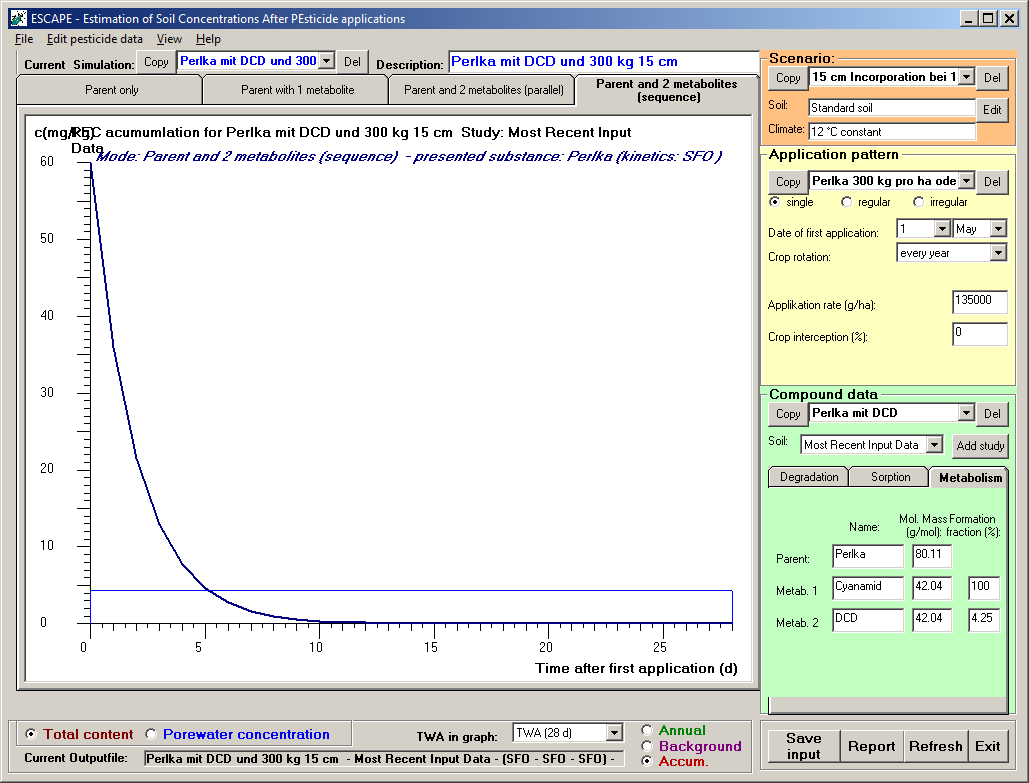 ESCAPE - Estimation of Soil Concentrations After PEsticide applications
File Edit pesticide data View Help
Current Simulation: Copy Perlka mit DCD und 300 Del Description: Perlka mit DCD und 300 kg 15 cm
Parent only
Parent with 1 metabolite
Parent and 2 metabolites (parallel)
Parent and 2 metabolites
(sequence)
c(mg/kg) acumumlation for Perlka mit DCD und 300 kg 15 cm Study: Most Recent Input
Data
Mode: Parent and 2 metabolites (sequence) - presented substance: Perlka (kinetics: SFO )
60
50
40
30
20
10
0
0 5 10 15 20 25
Time after first application (d)
Scenario:
Copy 15 cm Incorporation bei 1 Del
Soil: Standard soil Edit
Climate: 12 °C constant
Application pattern
Copy Perlka 300 kg pro ha ode Del
single regular irregular
Date of first application: 1 May
Crop rotation: every year
Applikation rate (g/ha): 135000
Crop interception (%): 0
Compound data
Copy Perlka mit DCD Del
Soil: Most Recent Input Data Add study
Degradation Sorption Metabolism
Name: Mol. Mass Formation
(g/mol): fraction (%):
Parent: Perlka 80.11
Metab. 1 Cyanamid 42.04 100
Metab. 2 DCD 42.04 4.25
Total content Porewater concentration
TWA in graph: TWA (28 d)
Annual
Background
Accum.
Current Outputfile: Perlka mit DCD und 300 kg 15 cm - Most Recent Input Data - (SFO - SFO - SFO) -
Save
input
Report Refresh Exit